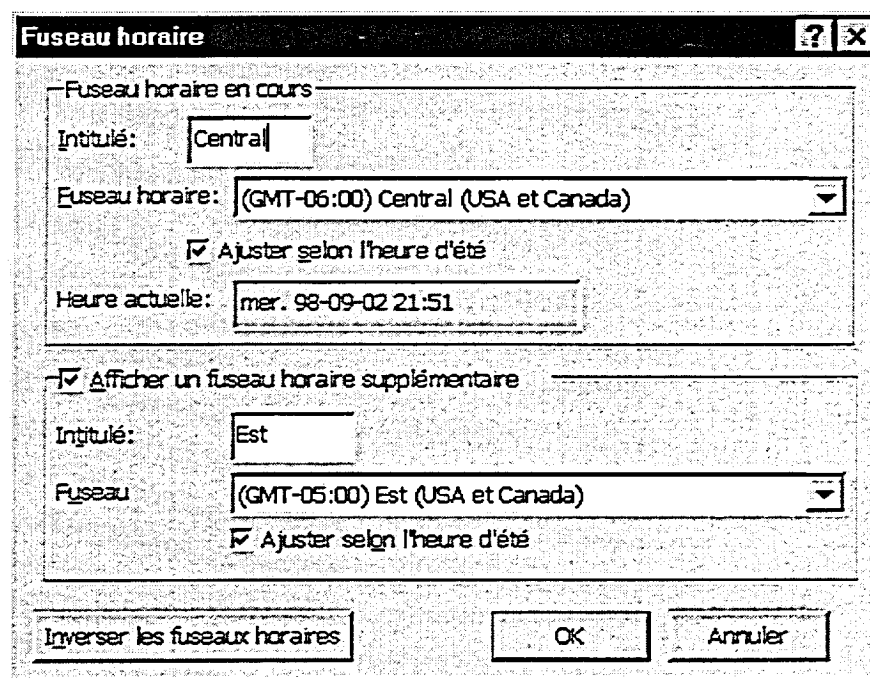 Fuseau horaire
Fuseau horaire en cours
Intitulé: Central
Fuseau horaire: (GMT-06:00) Central (USA et Canada)
Ajuster selon l'heure d'été
Heure actuelle: mer. 98-09-02 21:51
Afficher un fuseau horaire supplémentaire
Intitulé: Est
Fuseau (GMT-05:00) Est (USA et Canada)
Ajuster selon l'heure d'été
Inverser les fuseaux horaires OK Annuler